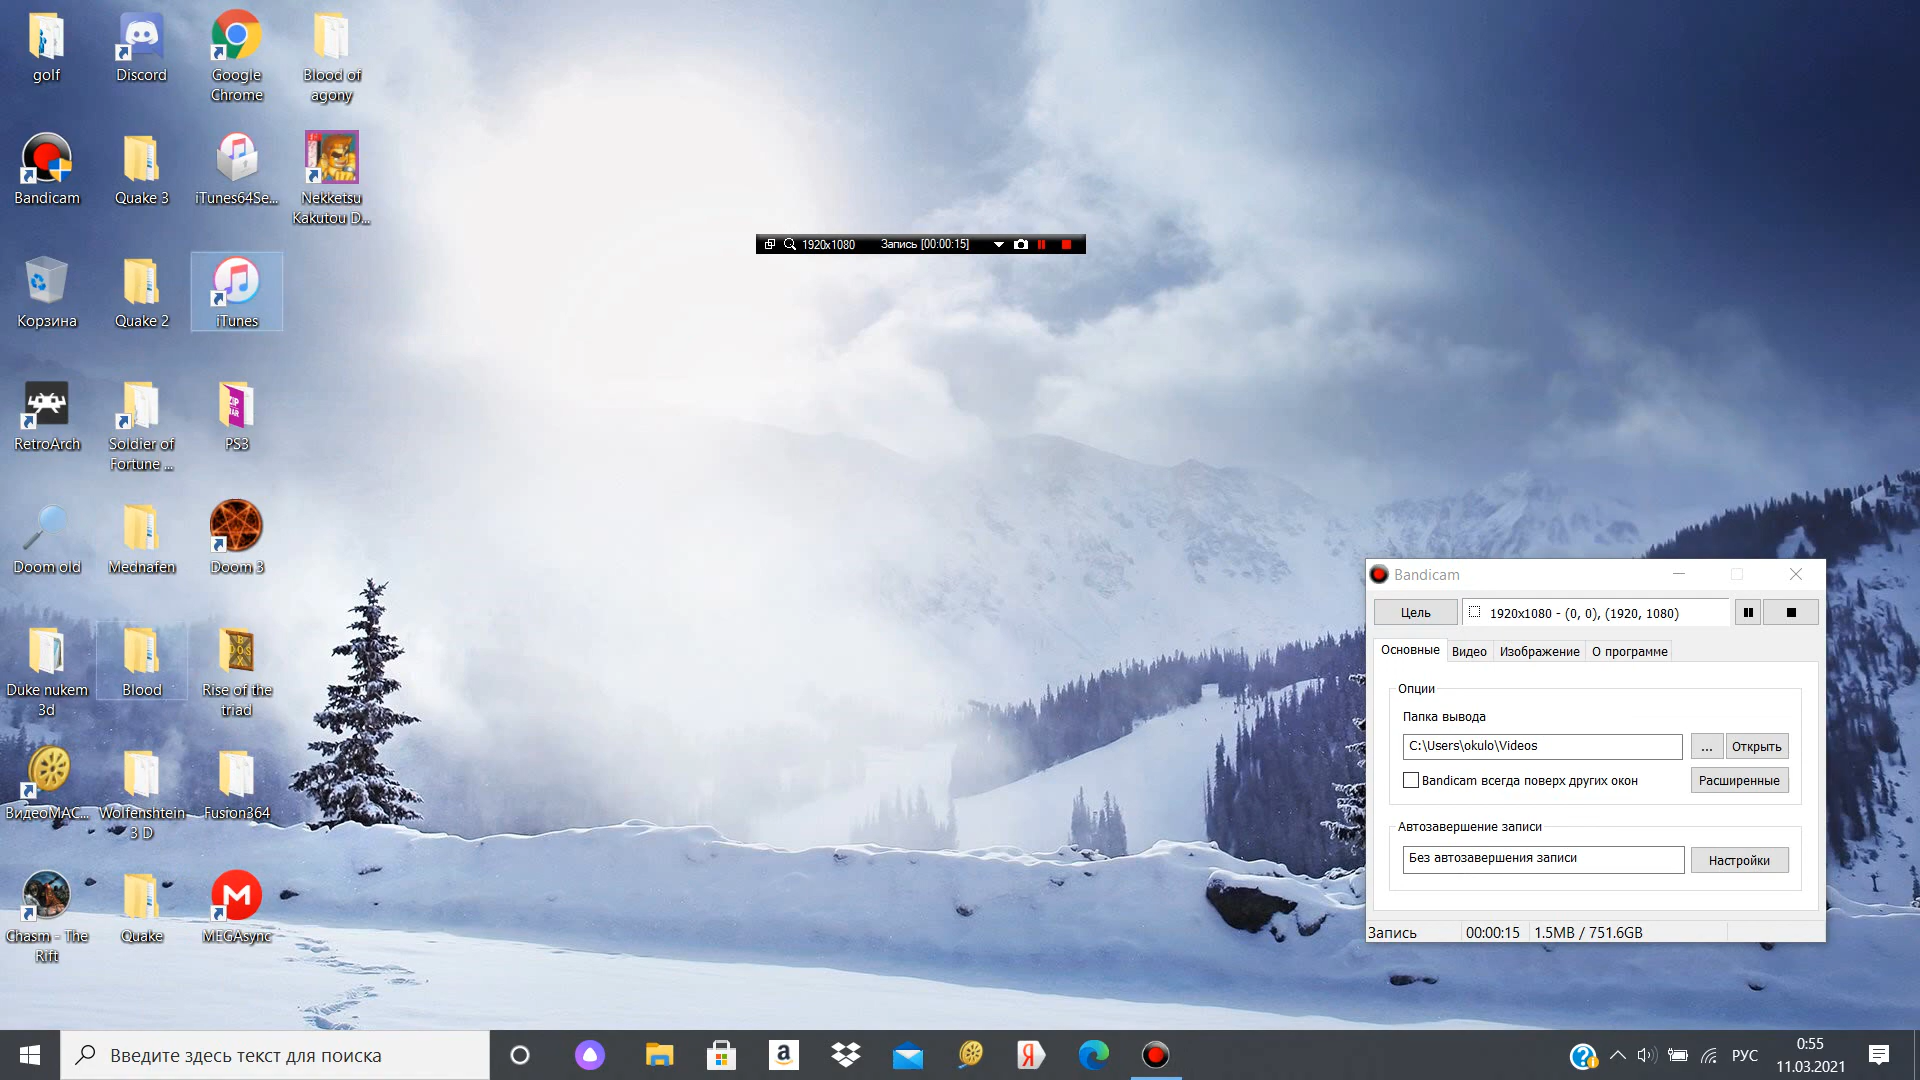 golf
Discord
Google
Chrome
Blood of
agony
Bandicam
Quake 3
iTunes64Se...
Nekketsu
Kakutou D...
1920x1080 Запись [00:00:15]
Корзина
Quake 2
iTunes
RetroArch
Soldier of
Fortune ...
PS3
Doom old
Mednafen
Doom 3
Duke nukem
3d
Blood
Rise of the
triad
ВидеоМАС...
Wolfenshtein
3 D
Fusion364
Chasm - The
Rift
Quake
MEGAsync
Bandicam
Цель
1920x1080 - (0, 0), (1920, 1080)
Основные Видео Изображение О программе
Опции
Папка вывода
C:\Users\okulo\Videos ... Открыть
Bandicam всегда поверх других окон Расширенные
Автозавершение записи
Без автозавершения записи Настройки
Запись 00:00:15 1.5MB / 751.6GB
Введите здесь текст для поиска
РУС
0:55
11.03.2021